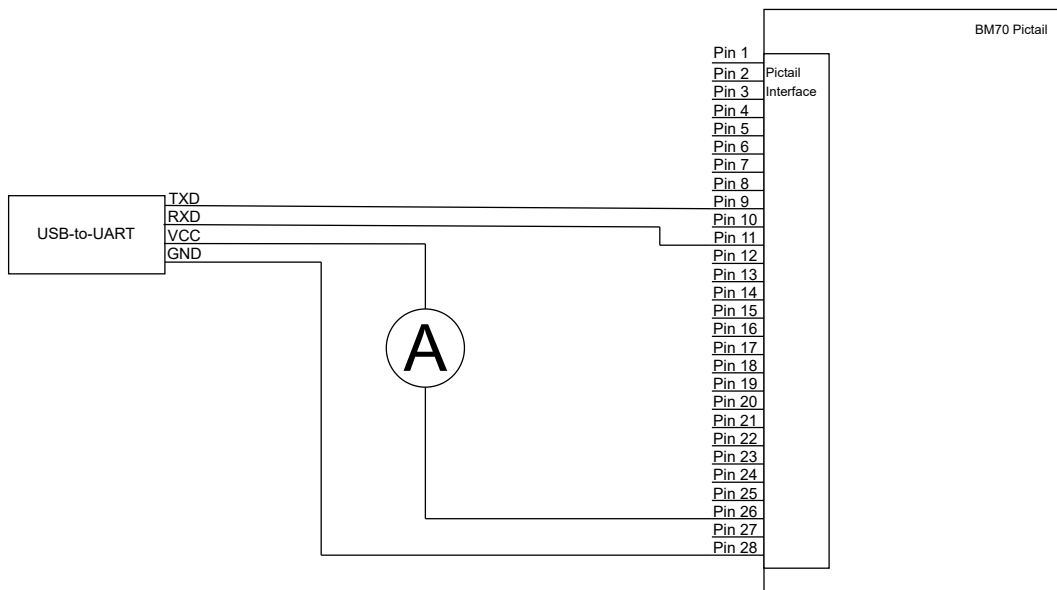 BM70 Pictail
Pin 1
Pin 2
Pictail
Interface
Pin 3
Pin 4
Pin 5
Pin 6
Pin 7
Pin 8
TXD
Pin 9
RXD
Pin 10
USB-to-UART
VCC
Pin 11
GND
Pin 12
Pin 13
Pin 14
Pin 15
Pin 16
A
Pin 17
Pin 18
Pin 19
Pin 20
Pin 21
Pin 22
Pin 23
Pin 24
Pin 25
Pin 26
Pin 27
Pin 28